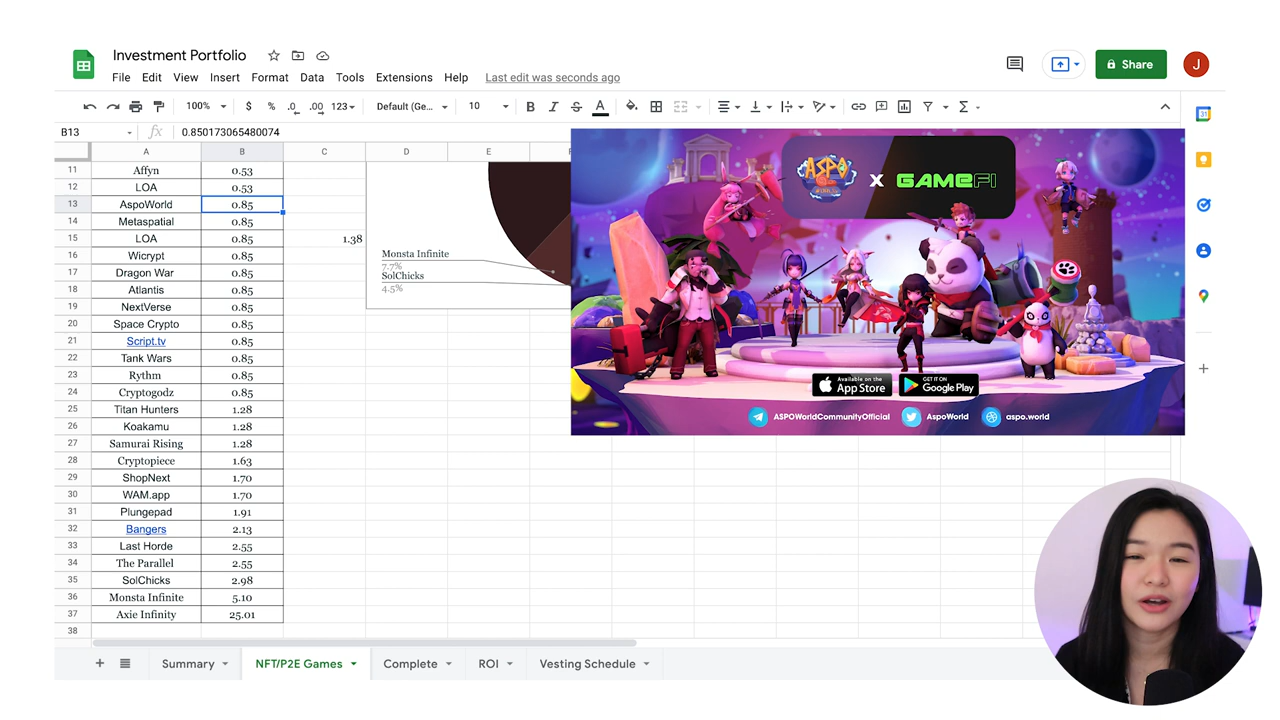 Investment Portfolio
File Edit View Insert Format Data Tools Extensions Help Last edit was seconds ago
Share
J
100% $ % .0 .00 123 Default (Ge... 10 B I S A
B13 fx 0.850173065480074
A B C D E F
11 Affyn 0.53
12 LOA 0.53
13 AspoWorld 0.85
14 Metaspatial 0.85
15 LOA 0.85 1.38
16 Wicrypt 0.85
17 Dragon War 0.85
18 Atlantis 0.85
19 NextVerse 0.85
20 Space Crypto 0.85
21 Script.tv 0.85
22 Tank Wars 0.85
23 Rythm 0.85
24 Cryptogodz 0.85
25 Titan Hunters 1.28
26 Koakamu 1.28
27 Samurai Rising 1.28
28 Cryptopiece 1.63
29 ShopNext 1.70
30 WAM.app 1.70
31 Plungepad 1.91
32 Bangers 2.13
33 Last Horde 2.55
34 The Parallel 2.55
35 SolChicks 2.98
36 Monsta Infinite 5.10
37 Axie Infinity 25.01
38
Monsta Infinite
7.7%
SolChicks
4.5%
ASPO WORLD X GAMEFI
Available on the App Store
GET IT ON Google Play
ASPOWorldCommunityOfficial AspoWorld aspo.world
31
Summary NFT/P2E Games Complete ROI Vesting Schedule